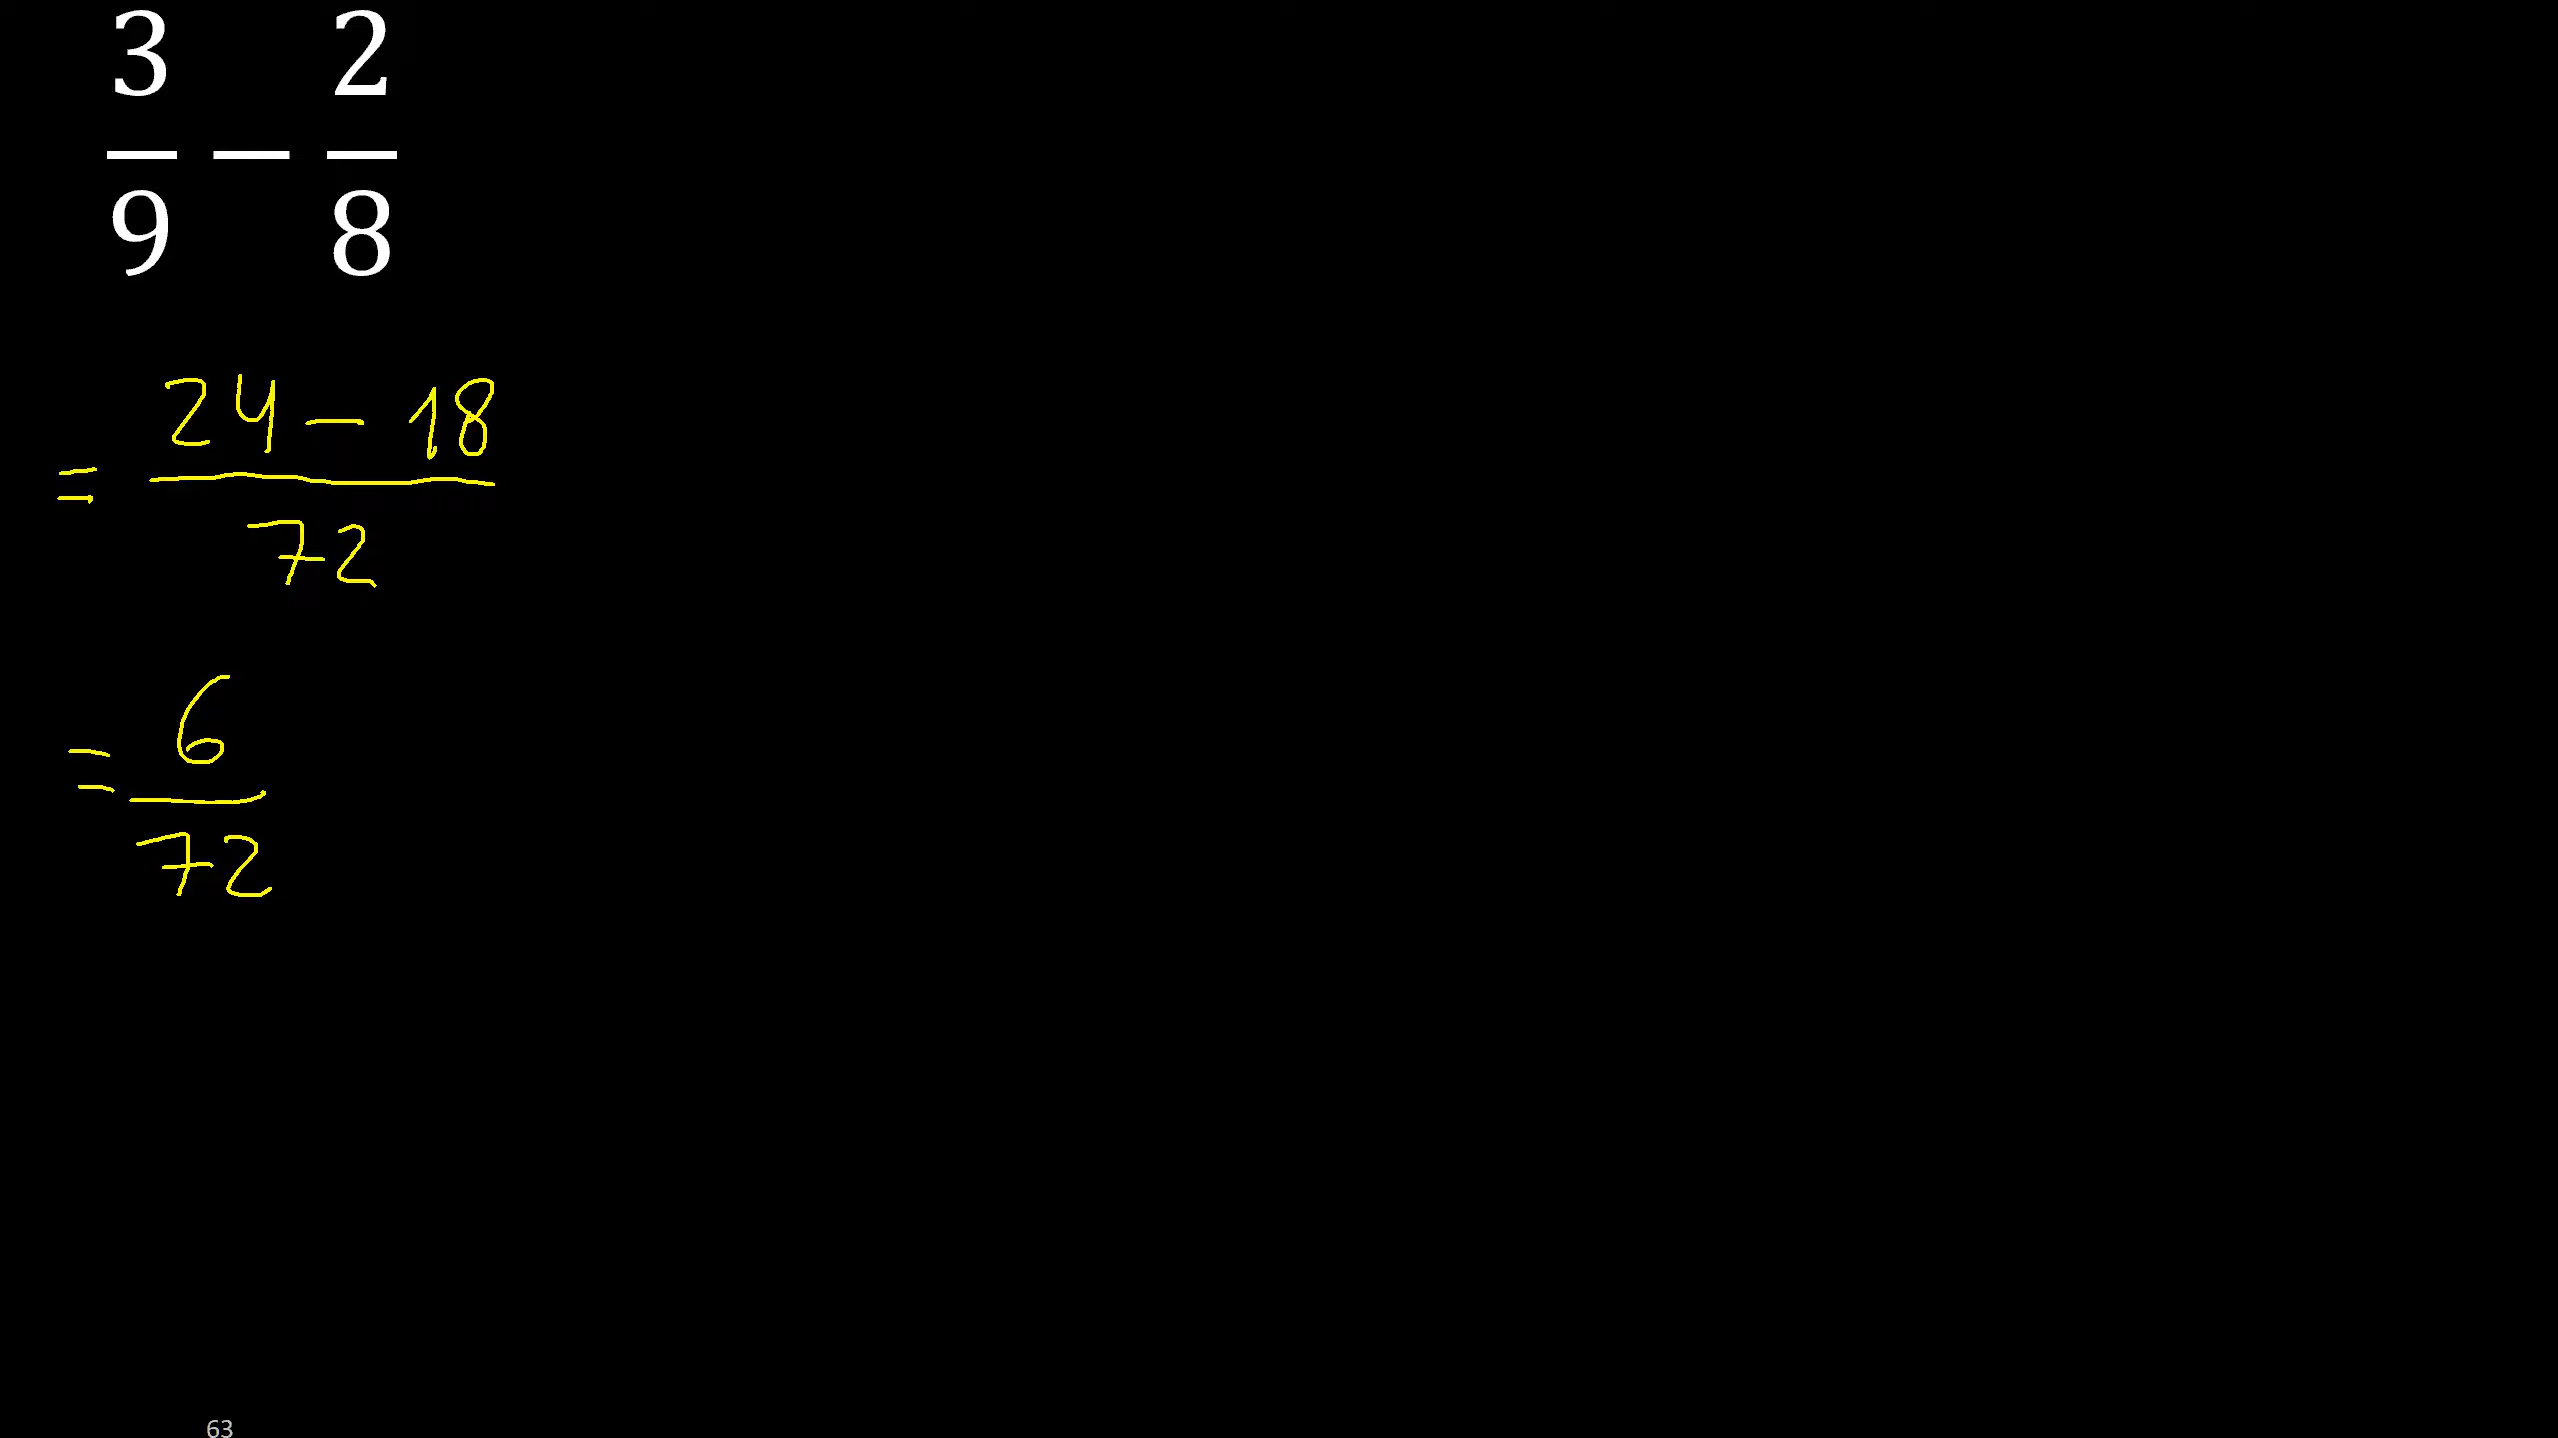 3/9 − 2/8
= (24 − 18)/72
= 6/72
63